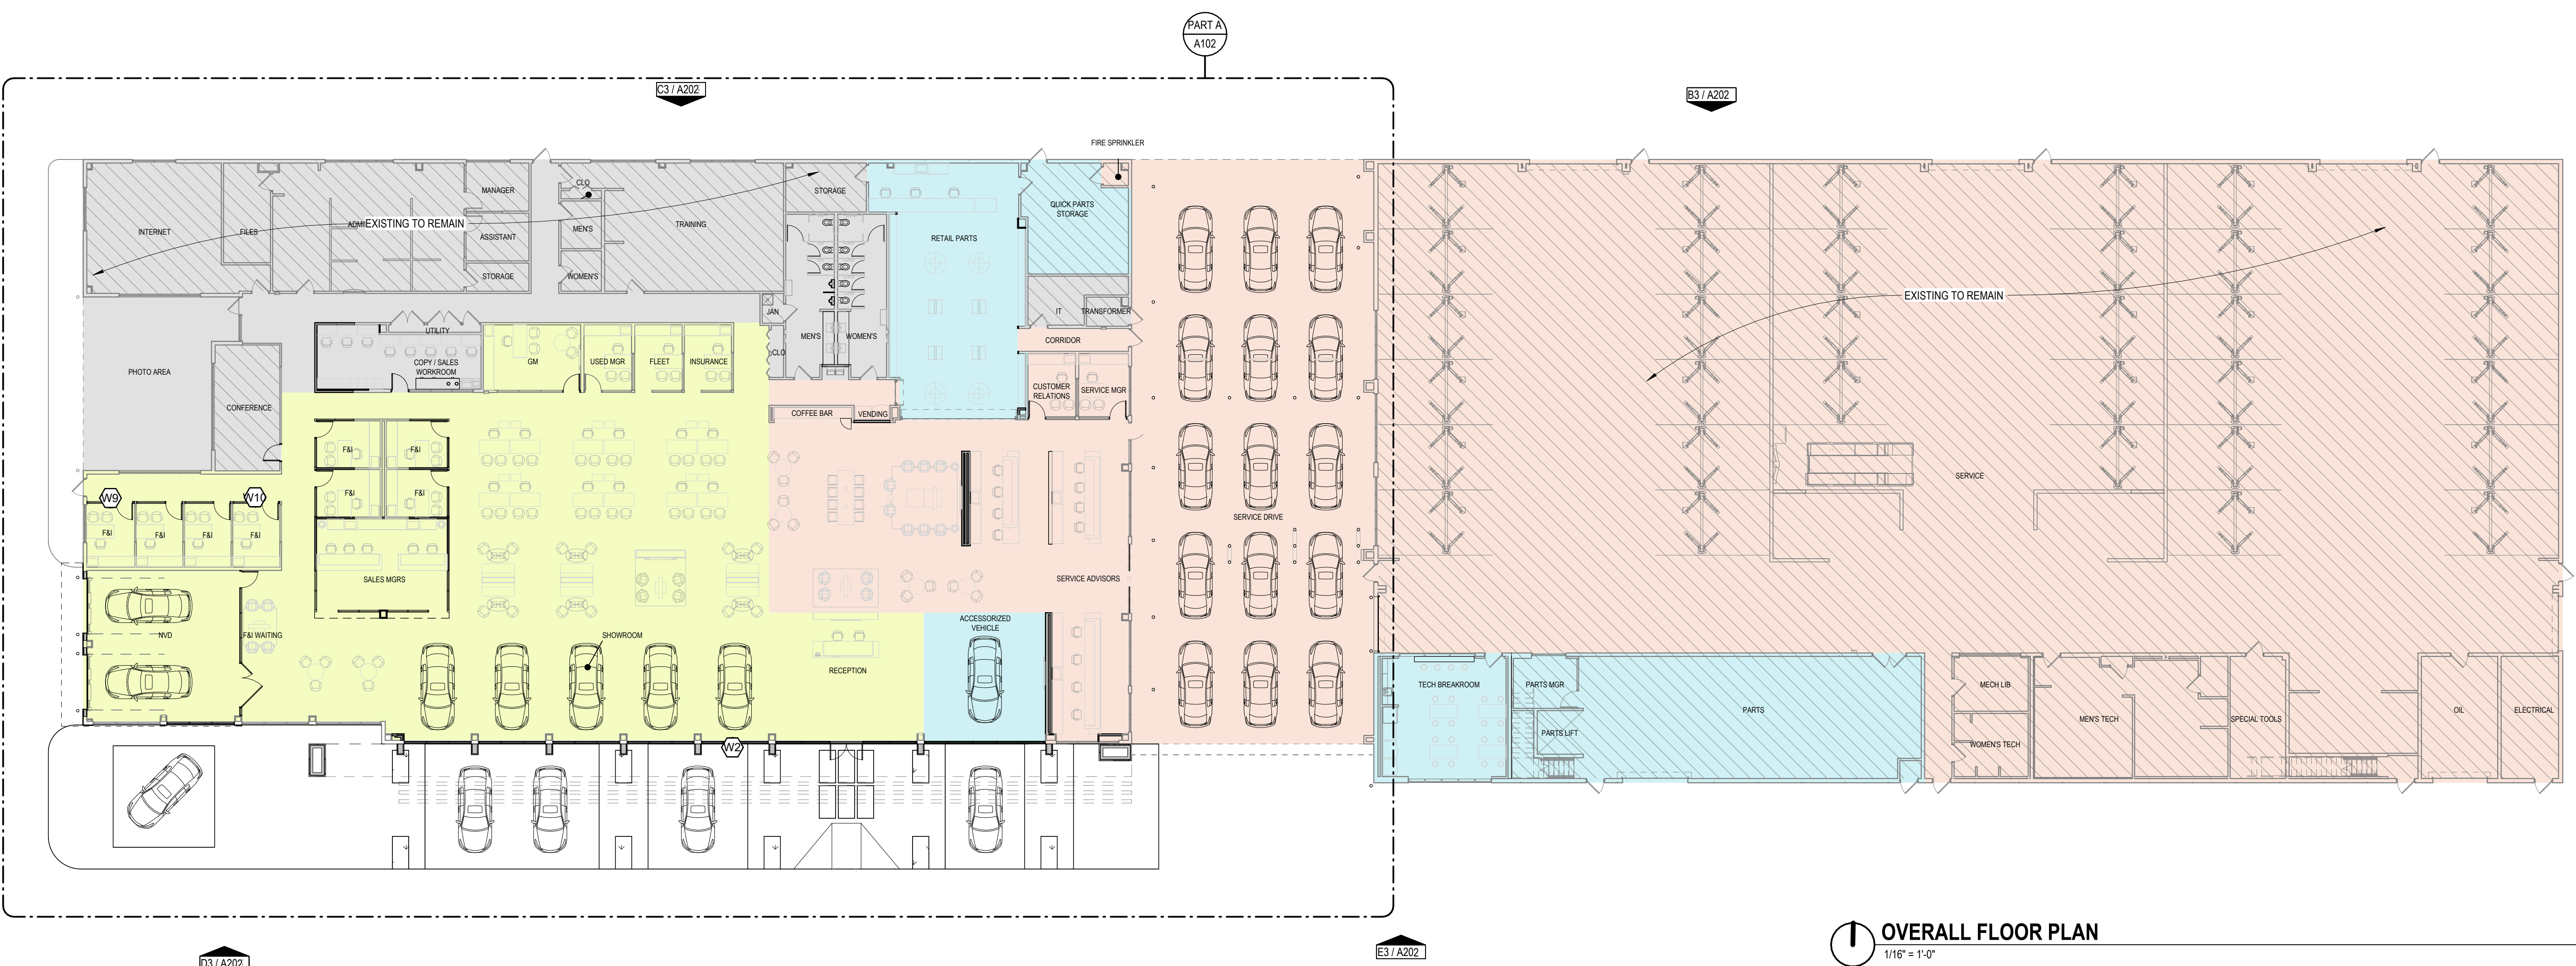 PART A
A102
C3 / A202
B3 / A202
FIRE SPRINKLER
CLO
MANAGER
STORAGE
QUICK PARTS
STORAGE
EXISTING TO REMAIN
INTERNET
FILES
MEN'S
TRAINING
ASSISTANT
RETAIL PARTS
STORAGE
WOMEN'S
EXISTING TO REMAIN
JAN
IT
TRANSFORMER
UTILITY
MEN'S
WOMEN'S
CORRIDOR
CLO
COPY / SALES
WORKROOM
GM
USED MGR
FLEET
INSURANCE
PHOTO AREA
CUSTOMER
RELATIONS
SERVICE MGR
CONFERENCE
COFFEE BAR
VENDING
F&I
F&I
SERVICE
W9
W10
F&I
F&I
SERVICE DRIVE
F&I
F&I
F&I
F&I
SALES MGRS
SERVICE ADVISORS
ACCESSORIZED
VEHICLE
NVD
F&I WAITING
SHOWROOM
RECEPTION
TECH BREAKROOM
PARTS MGR
MECH LIB
PARTS
OIL
ELECTRICAL
MEN'S TECH
SPECIAL TOOLS
PARTS LIFT
WOMEN'S TECH
W2
OVERALL FLOOR PLAN
1/16" = 1'-0"
E3 / A202
D3 / A202